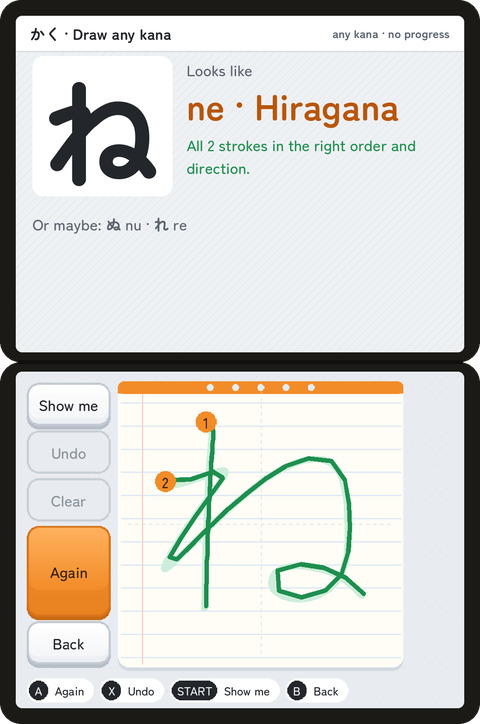 かく・Draw any kana
any kana · no progress
ね
Looks like
ne · Hiragana
All 2 strokes in the right order and
direction.
Or maybe: ぬ nu · れ re
Show me
Undo
Clear
Again
Back
1
2
ね
A Again
X Undo
START Show me
B Back